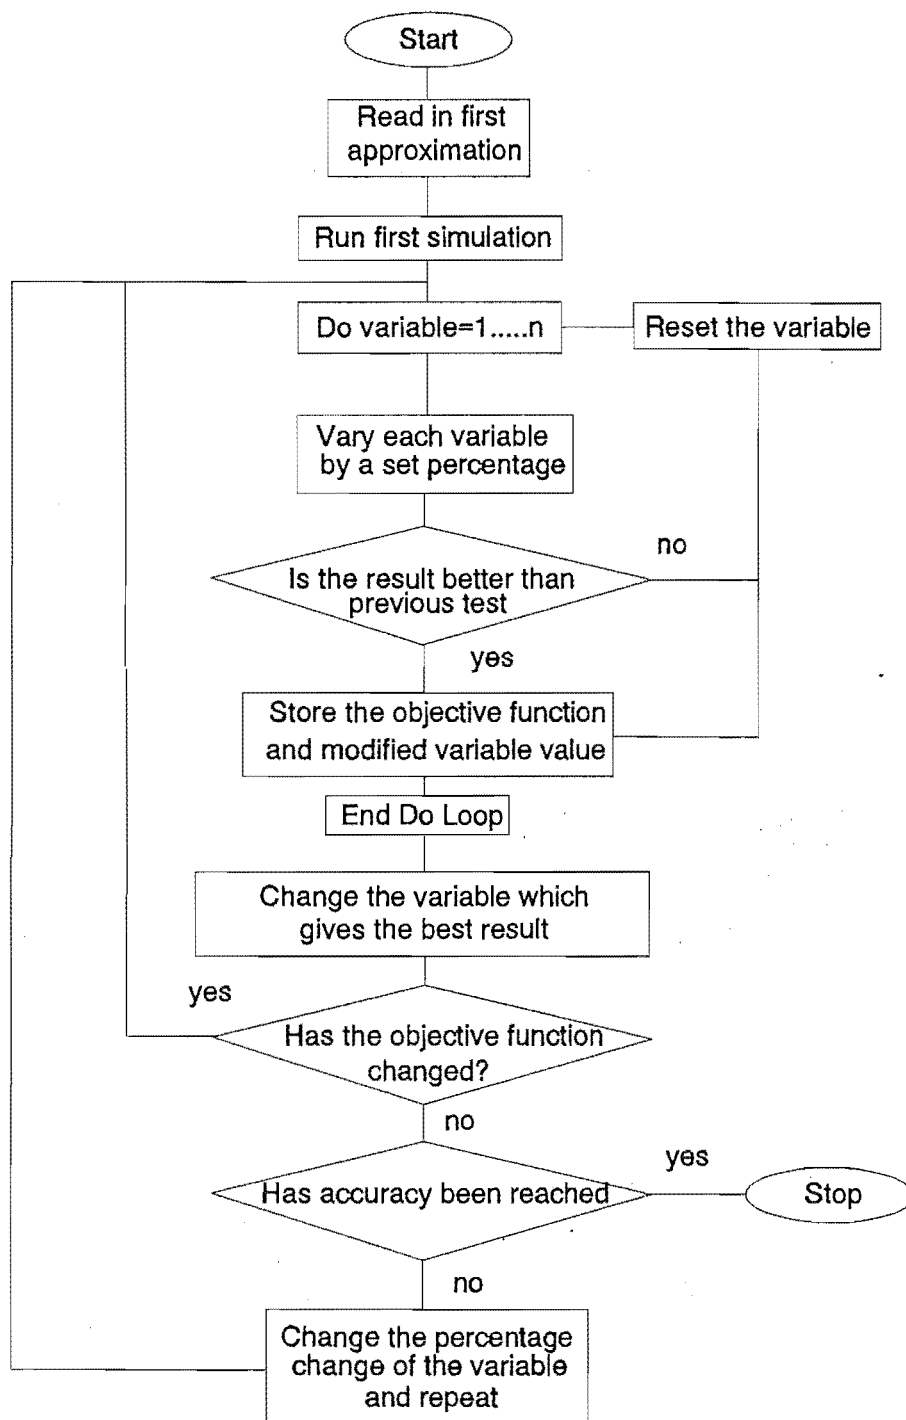 Start
Read in first
approximation
Run first simulation
Do variable=1.....n
Reset the variable
Vary each variable
by a set percentage
no
Is the result better than
previous test
yes
Store the objective function
and modified variable value
End Do Loop
Change the variable which
gives the best result
yes
Has the objective function
changed?
no
yes
Has accuracy been reached
Stop
no
Change the percentage
change of the variable
and repeat